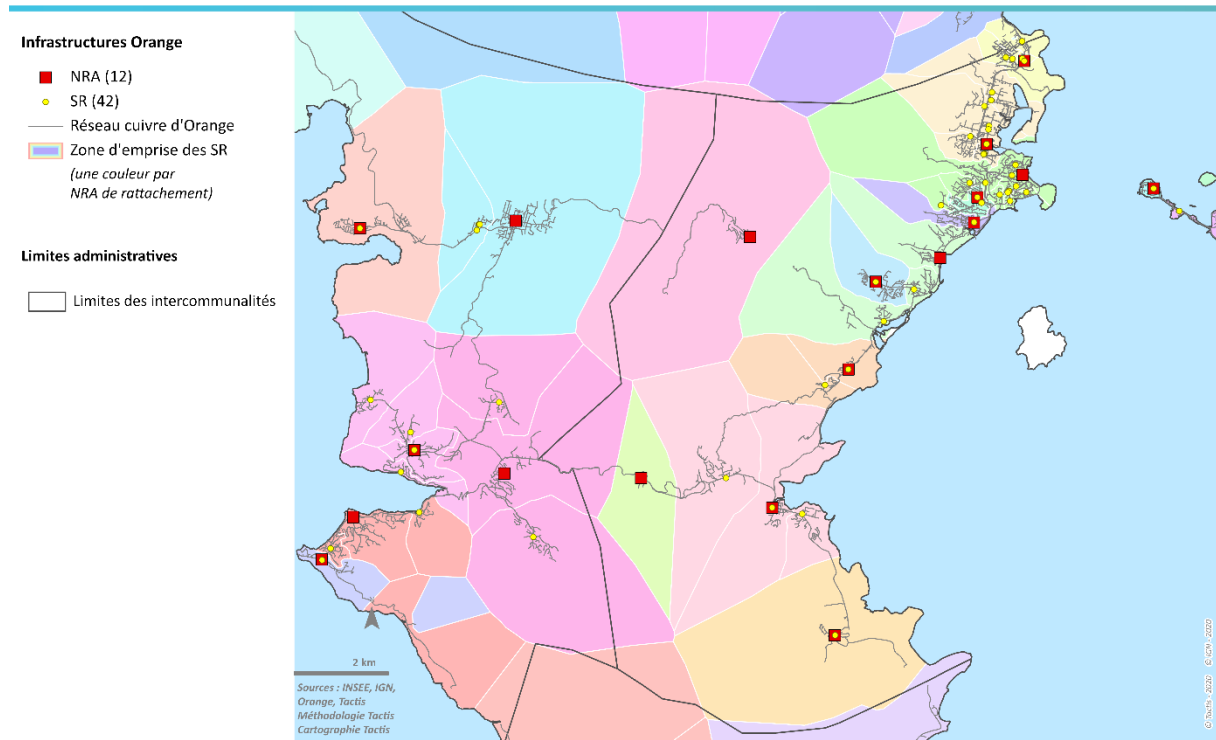 Infrastructures Orange
NRA (12)
SR (42)
Réseau cuivre d'Orange
Zone d'emprise des SR
(une couleur par
NRA de rattachement)
Limites administratives
Limites des intercommunalités
2 km
Sources : INSEE, IGN,
Orange, Tactis
Méthodologie Tactis
Cartographie Tactis
© Tactis - 2020 © IGN - 2020